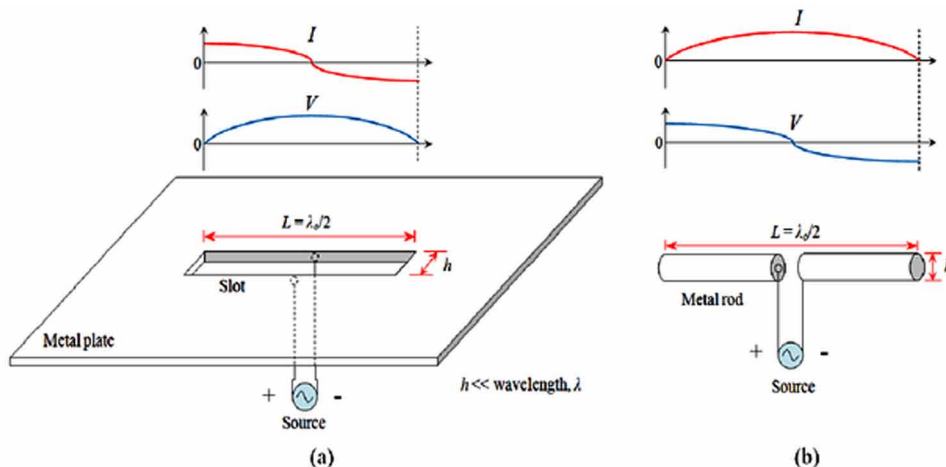 I
0
V
0
L = λo/2
h
Slot
Metal plate
+ -
Source
h << wavelength, λ
(a)
I
0
V
0
L = λo/2
Metal rod
+ -
Source
(b)